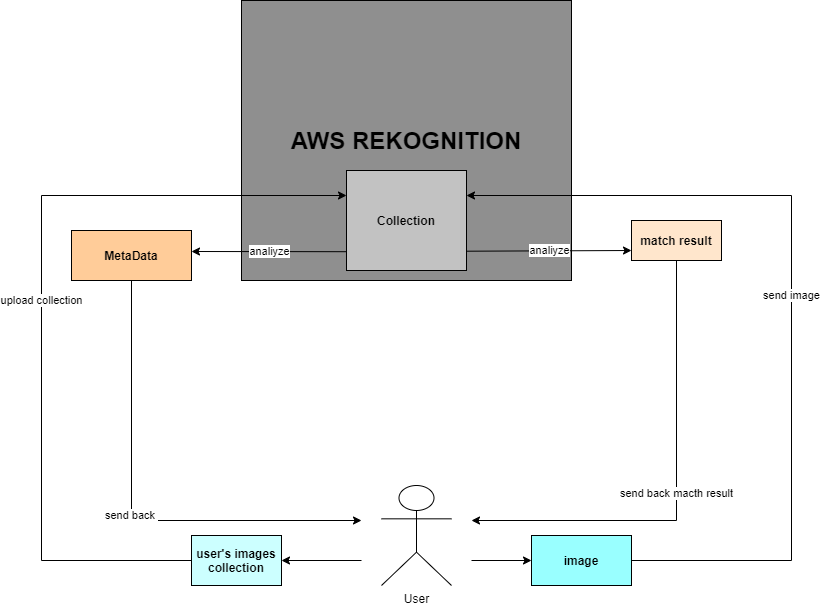 AWS REKOGNITION
Collection
MetaData
match result
analiyze
analiyze
upload collection
send image
send back macth result
send back
user's images
collection
image
User